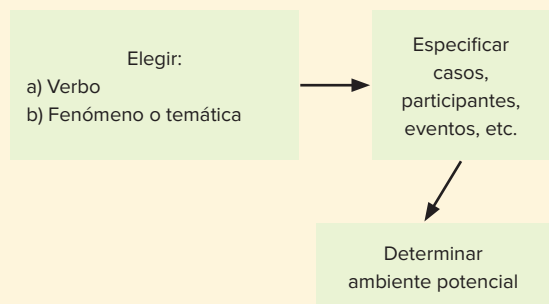 Elegir:
a) Verbo
b) Fenómeno o temática
Especificar
casos,
participantes,
eventos, etc.
Determinar
ambiente potencial